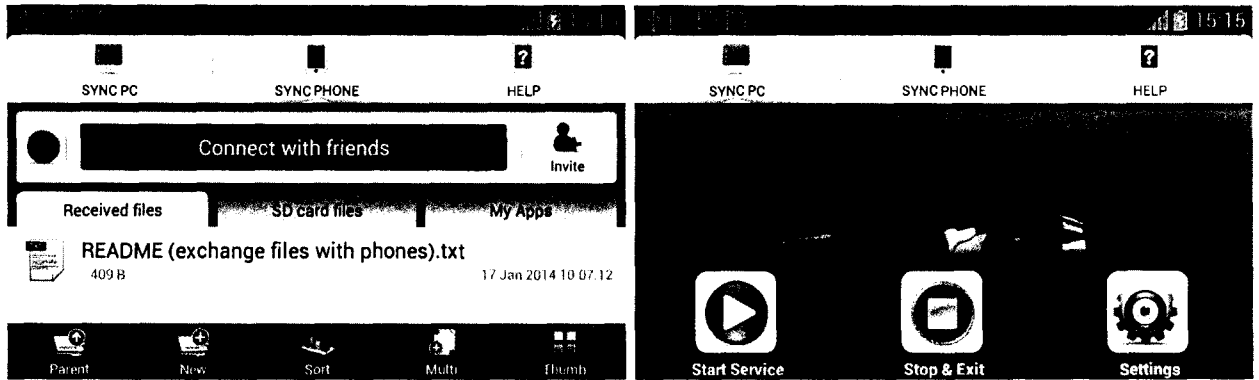 15:15
SYNC PC SYNC PHONE HELP
Connect with friends
Invite
Received files SD card files My Apps
README (exchange files with phones).txt
409 B 17 Jan 2014 10:07:12
Parent New Sort Multi Thumb
SYNC PC SYNC PHONE HELP
Start Service Stop & Exit Settings